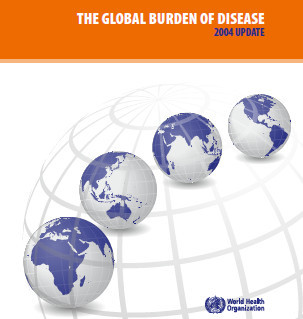 THE GLOBAL BURDEN OF DISEASE
2004 UPDATE
World Health
Organization